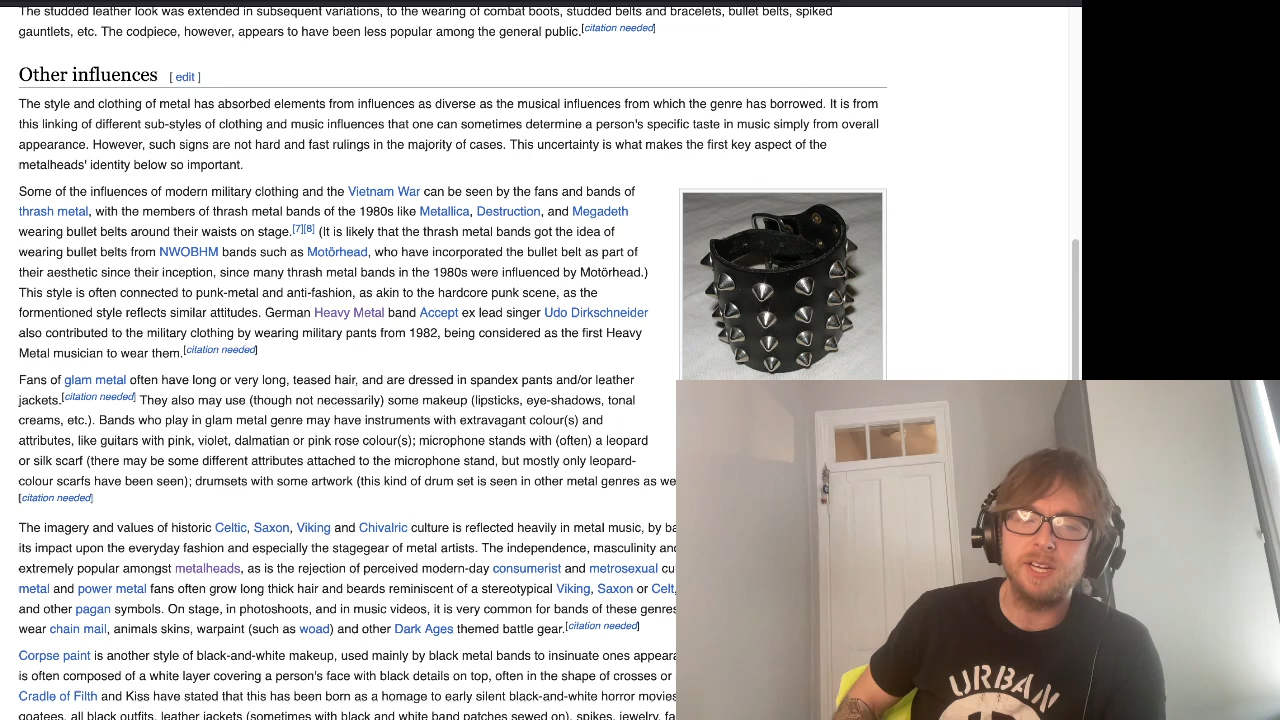 The studded leather look was extended in subsequent variations, to the wearing of combat boots, studded belts and bracelets, bullet belts, spiked
gauntlets, etc. The codpiece, however, appears to have been less popular among the general public.[citation needed]
Other influences [ edit ]
The style and clothing of metal has absorbed elements from influences as diverse as the musical influences from which the genre has borrowed. It is from
this linking of different sub-styles of clothing and music influences that one can sometimes determine a person's specific taste in music simply from overall
appearance. However, such signs are not hard and fast rulings in the majority of cases. This uncertainty is what makes the first key aspect of the
metalheads' identity below so important.
Some of the influences of modern military clothing and the Vietnam War can be seen by the fans and bands of
thrash metal, with the members of thrash metal bands of the 1980s like Metallica, Destruction, and Megadeth
wearing bullet belts around their waists on stage.[7][8] (It is likely that the thrash metal bands got the idea of
wearing bullet belts from NWOBHM bands such as Motörhead, who have incorporated the bullet belt as part of
their aesthetic since their inception, since many thrash metal bands in the 1980s were influenced by Motörhead.)
This style is often connected to punk-metal and anti-fashion, as akin to the hardcore punk scene, as the
formentioned style reflects similar attitudes. German Heavy Metal band Accept ex lead singer Udo Dirkschneider
also contributed to the military clothing by wearing military pants from 1982, being considered as the first Heavy
Metal musician to wear them.[citation needed]
Fans of glam metal often have long or very long, teased hair, and are dressed in spandex pants and/or leather
jackets.[citation needed] They also may use (though not necessarily) some makeup (lipsticks, eye-shadows, tonal
creams, etc.). Bands who play in glam metal genre may have instruments with extravagant colour(s) and
attributes, like guitars with pink, violet, dalmatian or pink rose colour(s); microphone stands with (often) a leopard
or silk scarf (there may be some different attributes attached to the microphone stand, but mostly only leopard-
colour scarfs have been seen); drumsets with some artwork (this kind of drum set is seen in other metal genres as we
[citation needed]
The imagery and values of historic Celtic, Saxon, Viking and Chivalric culture is reflected heavily in metal music, by ba
its impact upon the everyday fashion and especially the stagegear of metal artists. The independence, masculinity and
extremely popular amongst metalheads, as is the rejection of perceived modern-day consumerist and metrosexual cu
metal and power metal fans often grow long thick hair and beards reminiscent of a stereotypical Viking, Saxon or Celt,
and other pagan symbols. On stage, in photoshoots, and in music videos, it is very common for bands of these genres
wear chain mail, animals skins, warpaint (such as woad) and other Dark Ages themed battle gear.[citation needed]
Corpse paint is another style of black-and-white makeup, used mainly by black metal bands to insinuate ones appeara
is often composed of a white layer covering a person's face with black details on top, often in the shape of crosses or
Cradle of Filth and Kiss have stated that this has been born as a homage to early silent black-and-white horror movies
goatees, all black outfits, leather jackets (sometimes with black and white band patches sewed on), spikes, jewelry, fa
URBAN